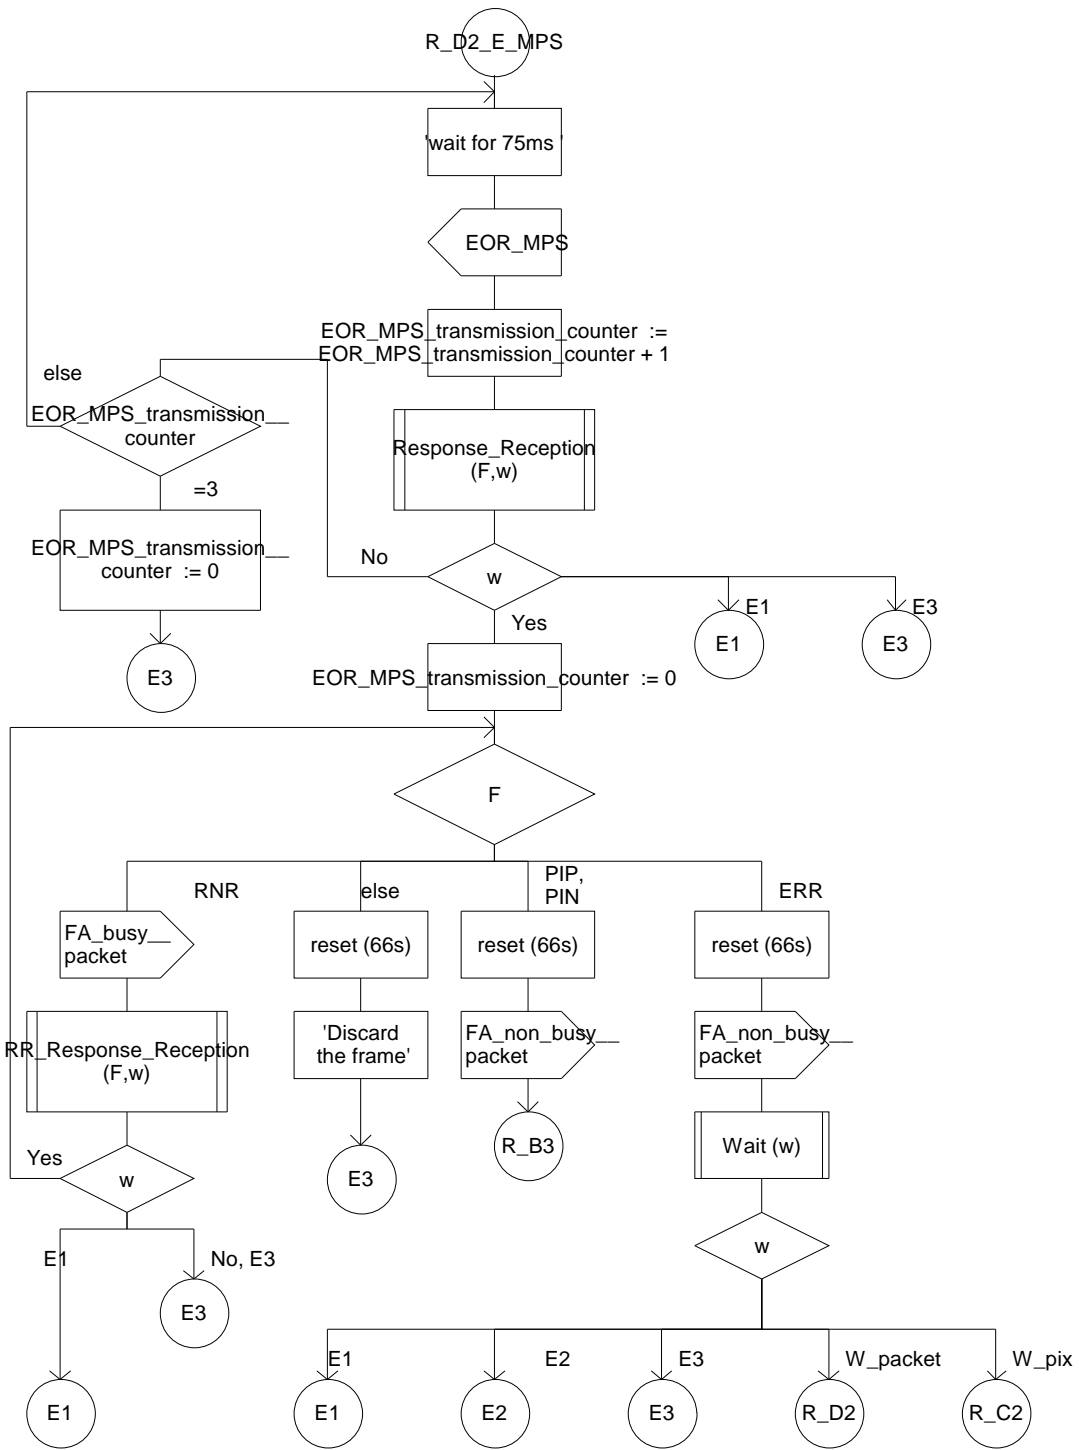 R_D2_E_MPS
'wait for 75ms '
EOR_MPS
EOR_MPS_transmission_counter :=
EOR_MPS_transmission_counter + 1
else
EOR_MPS_transmission__
counter
Response_Reception
(F,w)
=3
EOR_MPS_transmission__
counter := 0
No
w
E1
E3
Yes
E1
E3
E3
EOR_MPS_transmission_counter := 0
F
RNR
else
PIP,
PIN
ERR
FA_busy__
packet
reset (66s)
reset (66s)
reset (66s)
RR_Response_Reception
(F,w)
'Discard
the frame'
FA_non_busy__
packet
FA_non_busy__
packet
Yes
w
E3
R_B3
Wait (w)
E1
No, E3
w
E3
E1
E2
E3
W_packet
W_pix
E1
E1
E2
E3
R_D2
R_C2